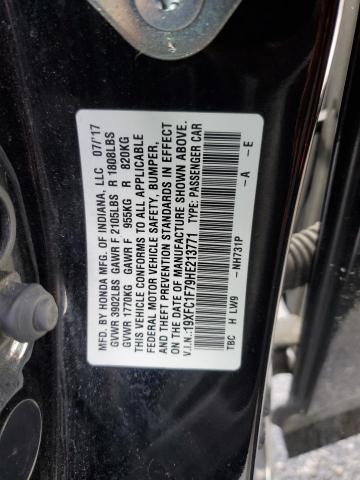 MFD. BY HONDA MFG. OF INDIANA, LLC 07/17
GVWR 3902LBS GAWR F 2105LBS R 1808LBS
GVWR 1770KG GAWR F 955KG R 820KG
THIS VEHICLE CONFORMS TO ALL APPLICABLE
FEDERAL MOTOR VEHICLE SAFETY, BUMPER,
AND THEFT PREVENTION STANDARDS IN EFFECT
ON THE DATE OF MANUFACTURE SHOWN ABOVE.
V.I.N.: 19XFC1F79HE213771 TYPE: PASSENGER CAR
TBC H LW9 -NH731P -A -E